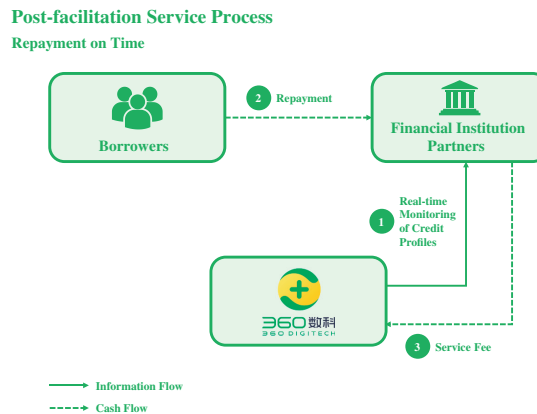 Post-facilitation Service Process
Repayment on Time
Borrowers
2 Repayment
Financial Institution
Partners
1
Real-time
Monitoring
of Credit
Profiles
360数科
360 DIGITECH
3 Service Fee
Information Flow
Cash Flow